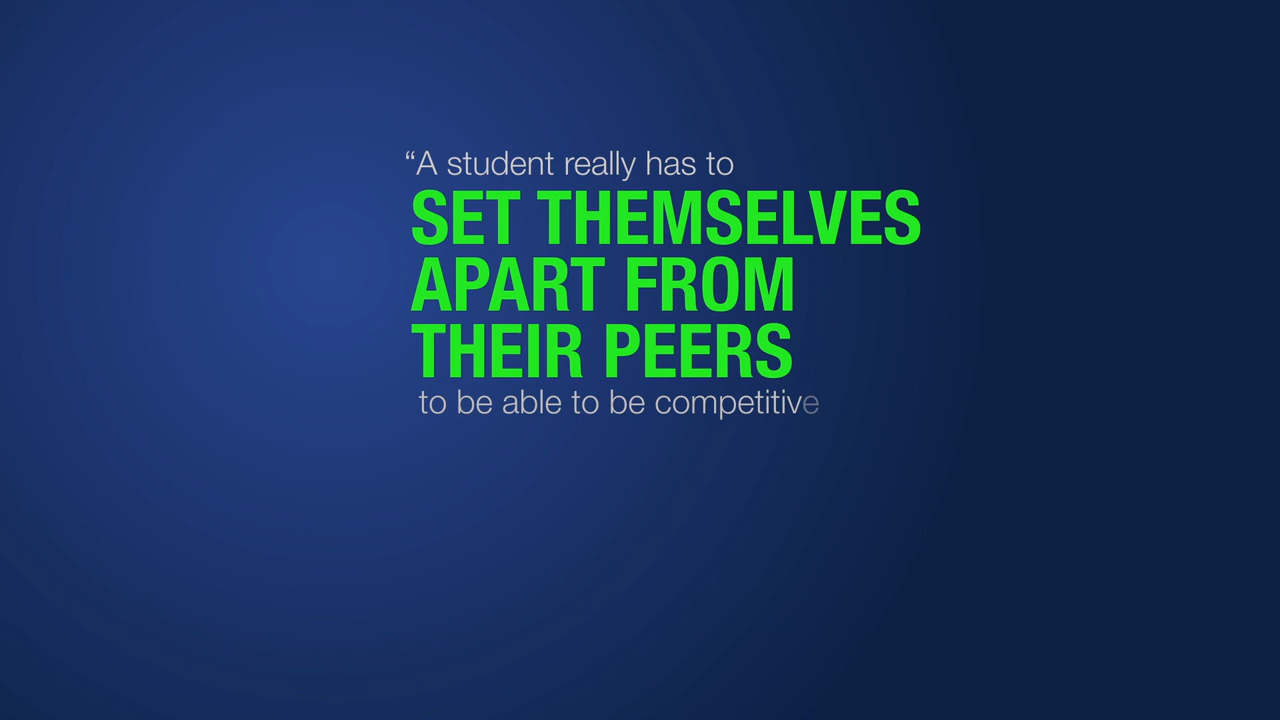 “A student really has to
SET THEMSELVES
APART FROM
THEIR PEERS
to be able to be competitive